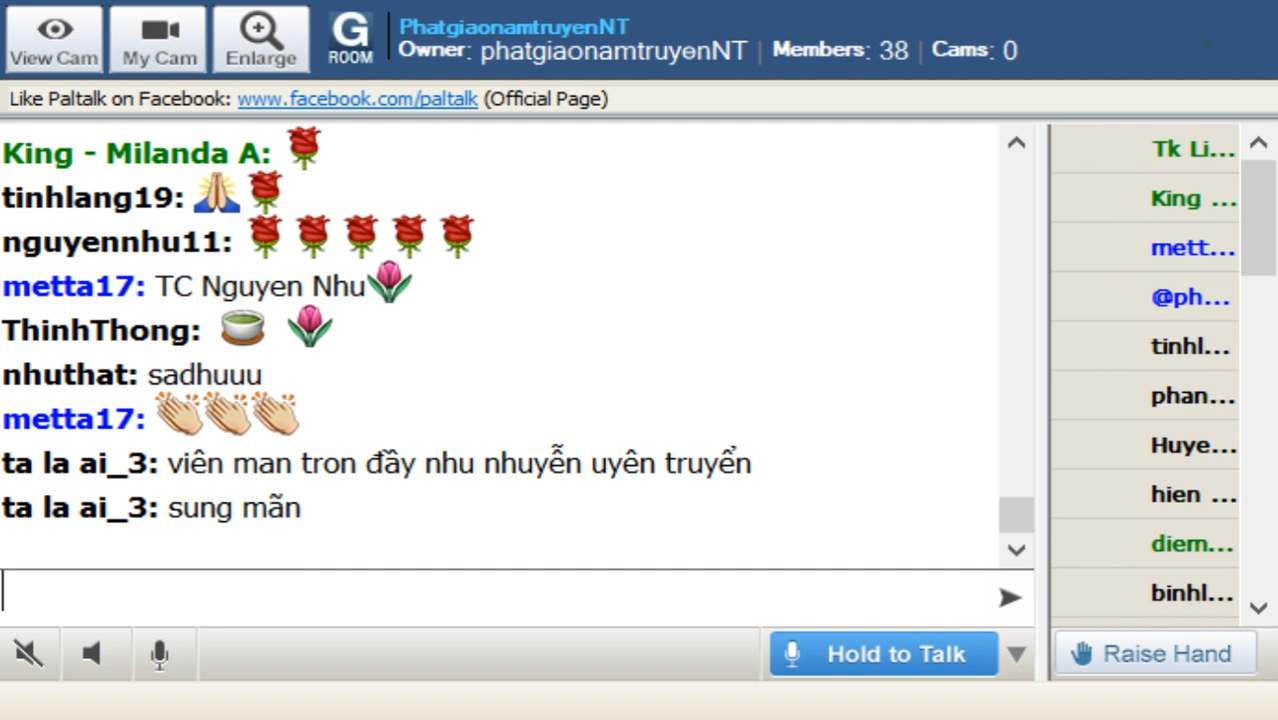 View Cam
My Cam
Enlarge
G
ROOM
PhatgiaonamtruyenNT
Owner: phatgiaonamtruyenNT | Members: 38 | Cams: 0
Like Paltalk on Facebook: www.facebook.com/paltalk (Official Page)
King - Milanda A:
tinhlang19:
nguyennhu11:
metta17: TC Nguyen Nhu
ThinhThong:
nhuthat: sadhuuu
metta17:
ta la ai_3: viên man tron đầy nhu nhuyễn uyên truyển
ta la ai_3: sung mãn
Tk Li...
King ...
mett...
@ph...
tinhl...
phan...
Huye...
hien ...
diem...
binhl...
Hold to Talk
Raise Hand